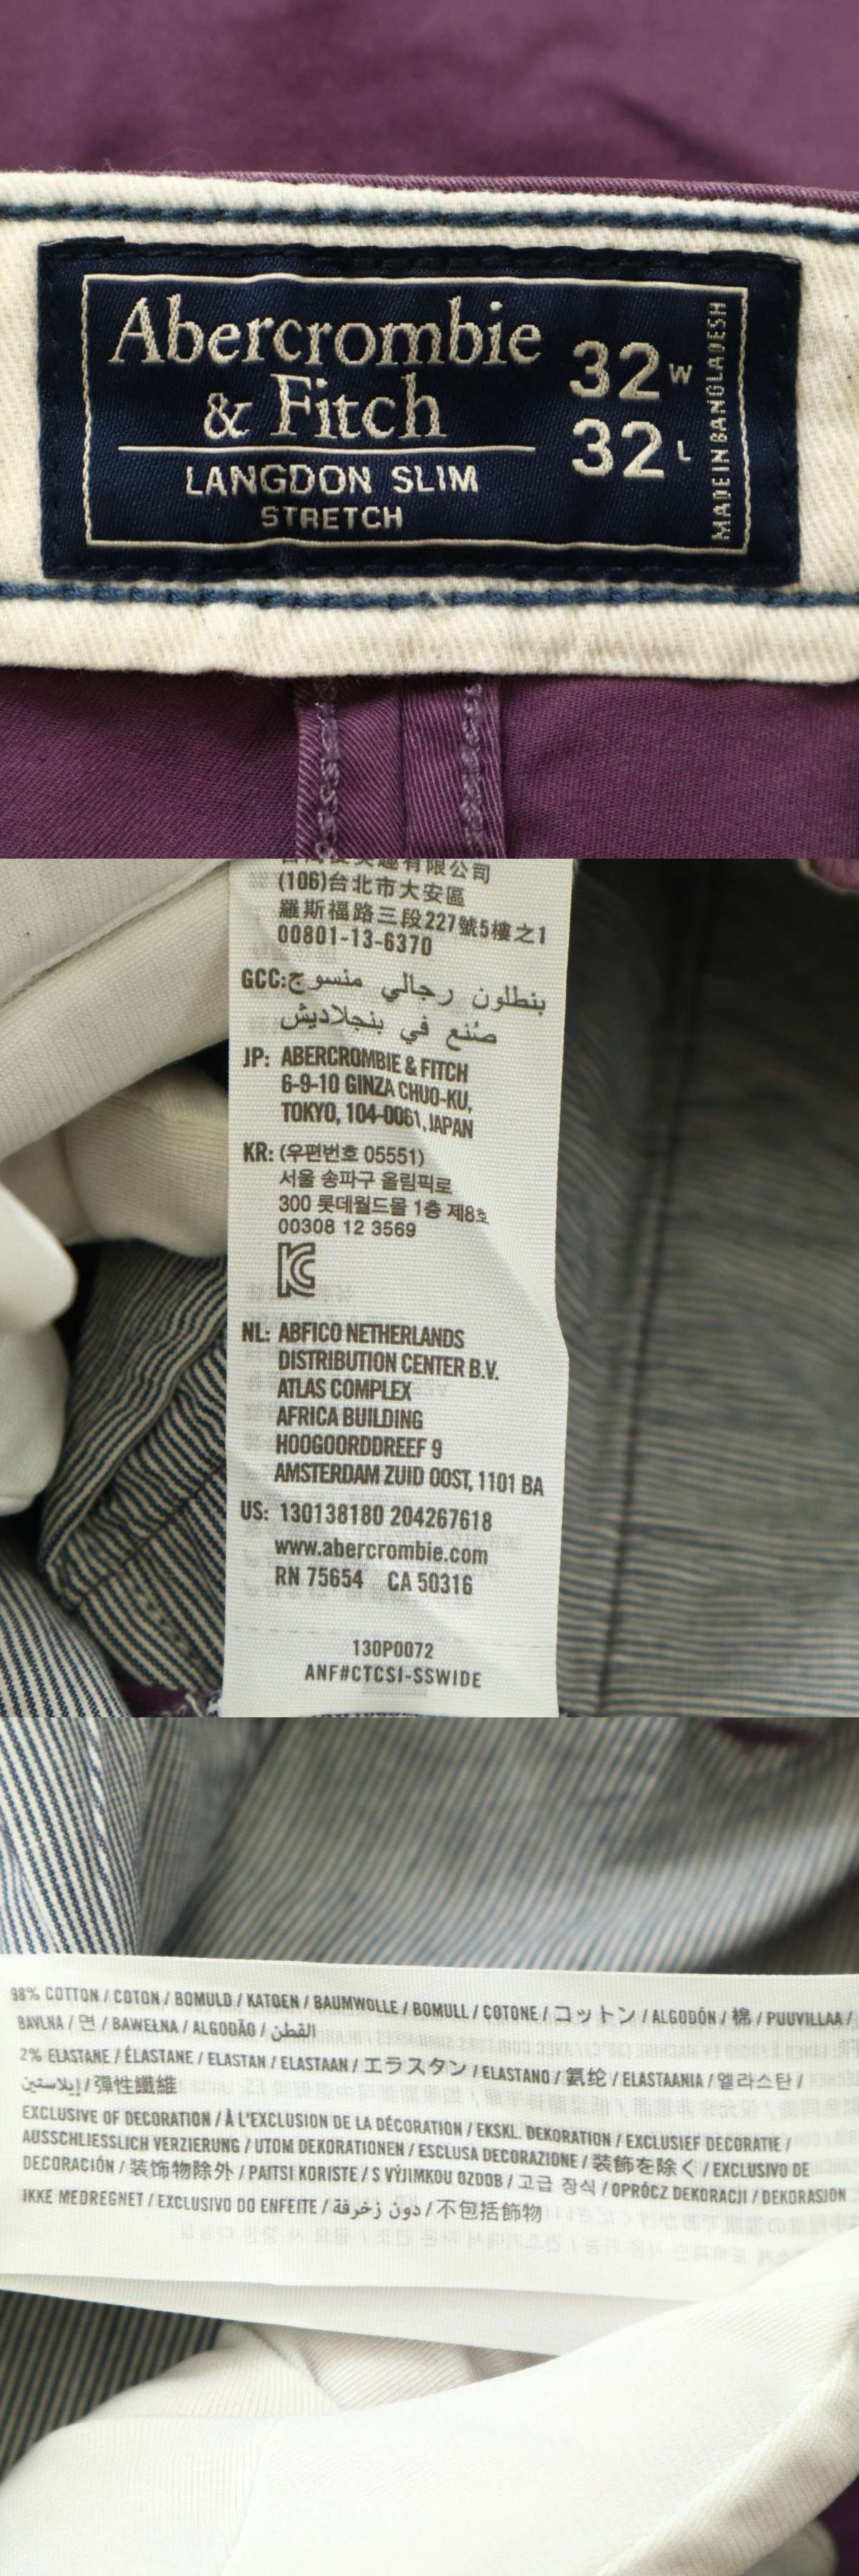 Abercrombie
& Fitch
LANGDON SLIM
STRETCH
32 W
32 L
MADE IN BANGLADESH
有限公司
(106)台北市大安區
羅斯福路三段227號5樓之1
00801-13-6370
GCC: بنطلون رجالي منسوج
صُنع في بنجلاديش
JP: ABERCROMBIE & FITCH
6-9-10 GINZA CHUO-KU,
TOKYO, 104-0061, JAPAN
KR: (우편번호 05551)
서울 송파구 올림픽로
300 롯데월드몰 1층 제8호
00308 12 3569
NL: ABFICO NETHERLANDS
DISTRIBUTION CENTER B.V.
ATLAS COMPLEX
AFRICA BUILDING
HOOGOORDDREEF 9
AMSTERDAM ZUID OOST, 1101 BA
US: 130138180 204267618
www.abercrombie.com
RN 75654 CA 50316
130P0072
ANF#CTCSI-SSWIDE
98% COTTON / COTON / BOMULD / KATOEN / BAUMWOLLE / BOMULL / COTONE / コットン / ALGODÓN / 棉 / PUUVILLAA /
BAVLNA / 면 / BAWEŁNA / ALGODÃO / القطن
2% ELASTANE / ÉLASTANE / ELASTAN / ELASTAAN / エラスタン / ELASTANO / 氨纶 / ELASTAANIA / 엘라스탄 /
إيلاستين / 彈性纖維
EXCLUSIVE OF DECORATION / À L'EXCLUSION DE LA DÉCORATION / EKSKL. DEKORATION / EXCLUSIEF DECORATIE /
AUSSCHLIESSLICH VERZIERUNG / UTOM DEKORATIONEN / ESCLUSA DECORAZIONE / 装飾を除く / EXCLUSIVO DE
DECORACIÓN / 装饰物除外 / PAITSI KORISTE / S VÝJIMKOU OZDOB / 고급 장식 / OPRÓCZ DEKORACJI / DEKORASJON
IKKE MEDREGNET / EXCLUSIVO DO ENFEITE / دون زخرفة / 不包括飾物